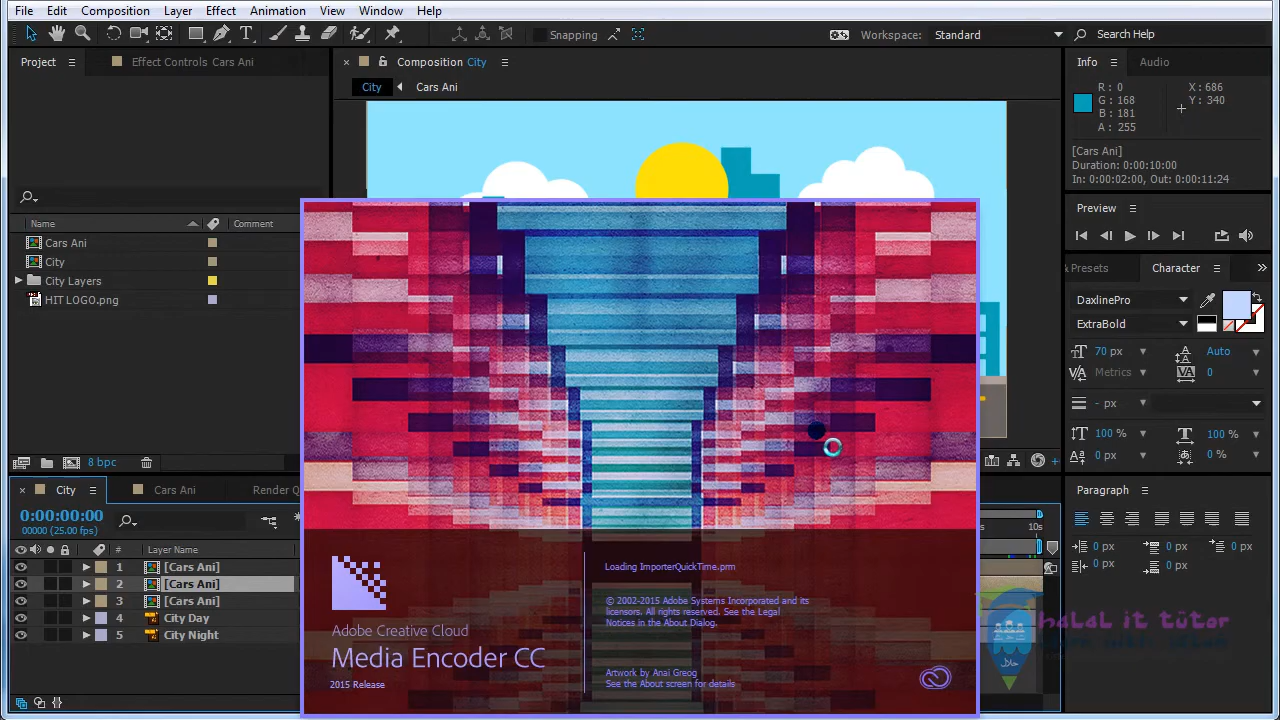 File Edit Composition Layer Effect Animation View Window Help
Snapping Workspace: Standard Search Help
Project Effect Controls Cars Ani Composition City Info Audio
City Cars Ani
R : 0
G : 168
B : 181
A : 255
X : 686
Y : 340
[Cars Ani]
Duration: 0:00:10:00
In: 0:00:02:00, Out: 0:00:11:24
Preview
Presets Character
DaxlinePro
ExtraBold
70 px Auto
Metrics 0
- px
100 % 100 %
0 px 0 %
Paragraph
0 px 0 px 0 px
0 px 0 px
Name Comment
Cars Ani
City
City Layers
HIT LOGO.png
8 bpc
City Cars Ani Render Q
0:00:00:00
00000 (25.00 fps)
# Layer Name
1 [Cars Ani]
2 [Cars Ani]
3 [Cars Ani]
4 City Day
5 City Night
10s
Loading ImporterQuickTime.prm
© 2002-2015 Adobe Systems Incorporated and its
licensors. All rights reserved. See the Legal
Notices in the About Dialog.
Adobe Creative Cloud
Media Encoder CC
2015 Release
Artwork by Anai Greog
See the About screen for details
halal it tutor
learn with tutor
حلال